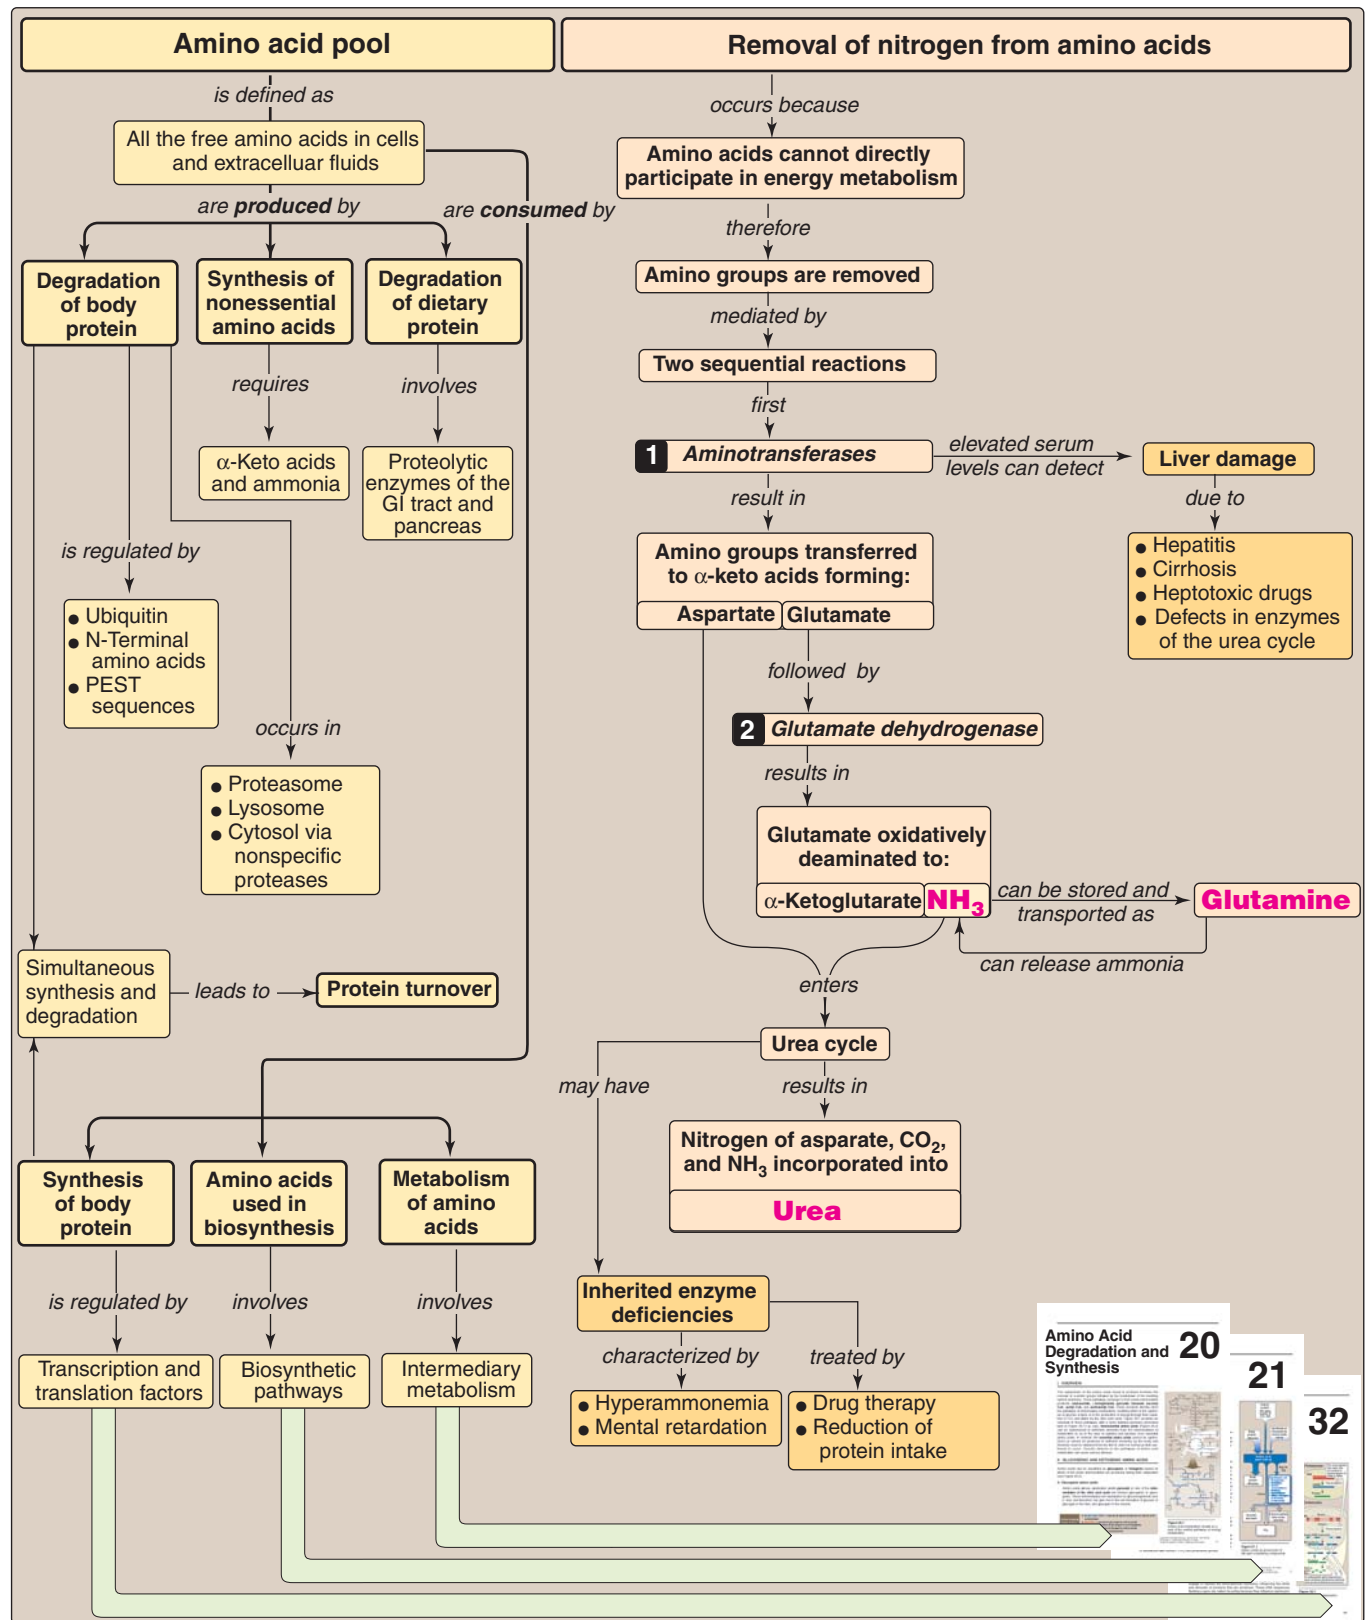 Amino acid pool
is defined as
All the free amino acids in cells
and extracelluar fluids
are produced by
are consumed by
Degradation
of body
protein
Synthesis of
nonessential
amino acids
Degradation
of dietary
protein
requires
involves
α-Keto acids
and ammonia
Proteolytic
enzymes of the
GI tract and
pancreas
is regulated by
● Ubiquitin
● N-Terminal
amino acids
● PEST
sequences
occurs in
● Proteasome
● Lysosome
● Cytosol via
nonspecific
proteases
Simultaneous
synthesis and
degradation
leads to
Protein turnover
Synthesis
of body
protein
Amino acids
used in
biosynthesis
Metabolism
of amino
acids
is regulated by
involves
involves
Transcription and
translation factors
Biosynthetic
pathways
Intermediary
metabolism
Removal of nitrogen from amino acids
occurs because
Amino acids cannot directly
participate in energy metabolism
therefore
Amino groups are removed
mediated by
Two sequential reactions
first
1 Aminotransferases
elevated serum
levels can detect
Liver damage
due to
● Hepatitis
● Cirrhosis
● Heptotoxic drugs
● Defects in enzymes
of the urea cycle
result in
Amino groups transferred
to α-keto acids forming:
Aspartate Glutamate
followed by
2 Glutamate dehydrogenase
results in
Glutamate oxidatively
deaminated to:
α-Ketoglutarate NH3
can be stored and
transported as
Glutamine
can release ammonia
enters
Urea cycle
may have
results in
Nitrogen of asparate, CO2,
and NH3 incorporated into
Urea
Inherited enzyme
deficiencies
characterized by
treated by
● Hyperammonemia
● Mental retardation
● Drug therapy
● Reduction of
protein intake
Amino Acid
Degradation and
Synthesis
20
21
32